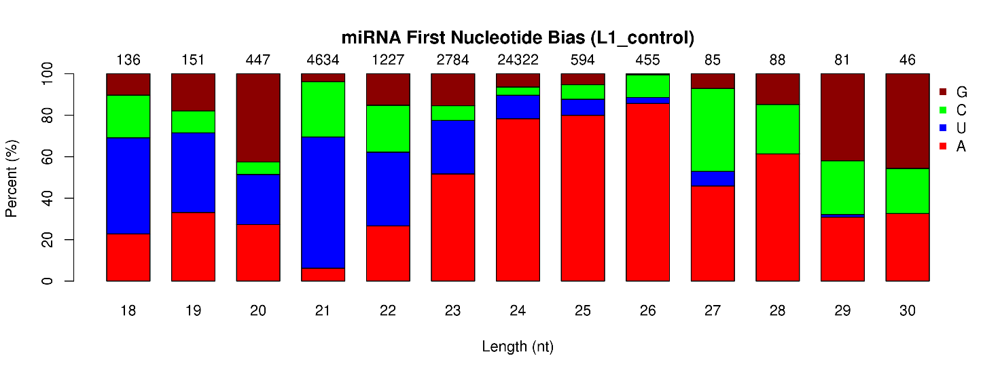 miRNA First Nucleotide Bias (L1_control)
136 151 447 4634 1227 2784 24322 594 455 85 88 81 46
100
80
60
40
20
0
Percent (%)
G
C
U
A
18 19 20 21 22 23 24 25 26 27 28 29 30
Length (nt)